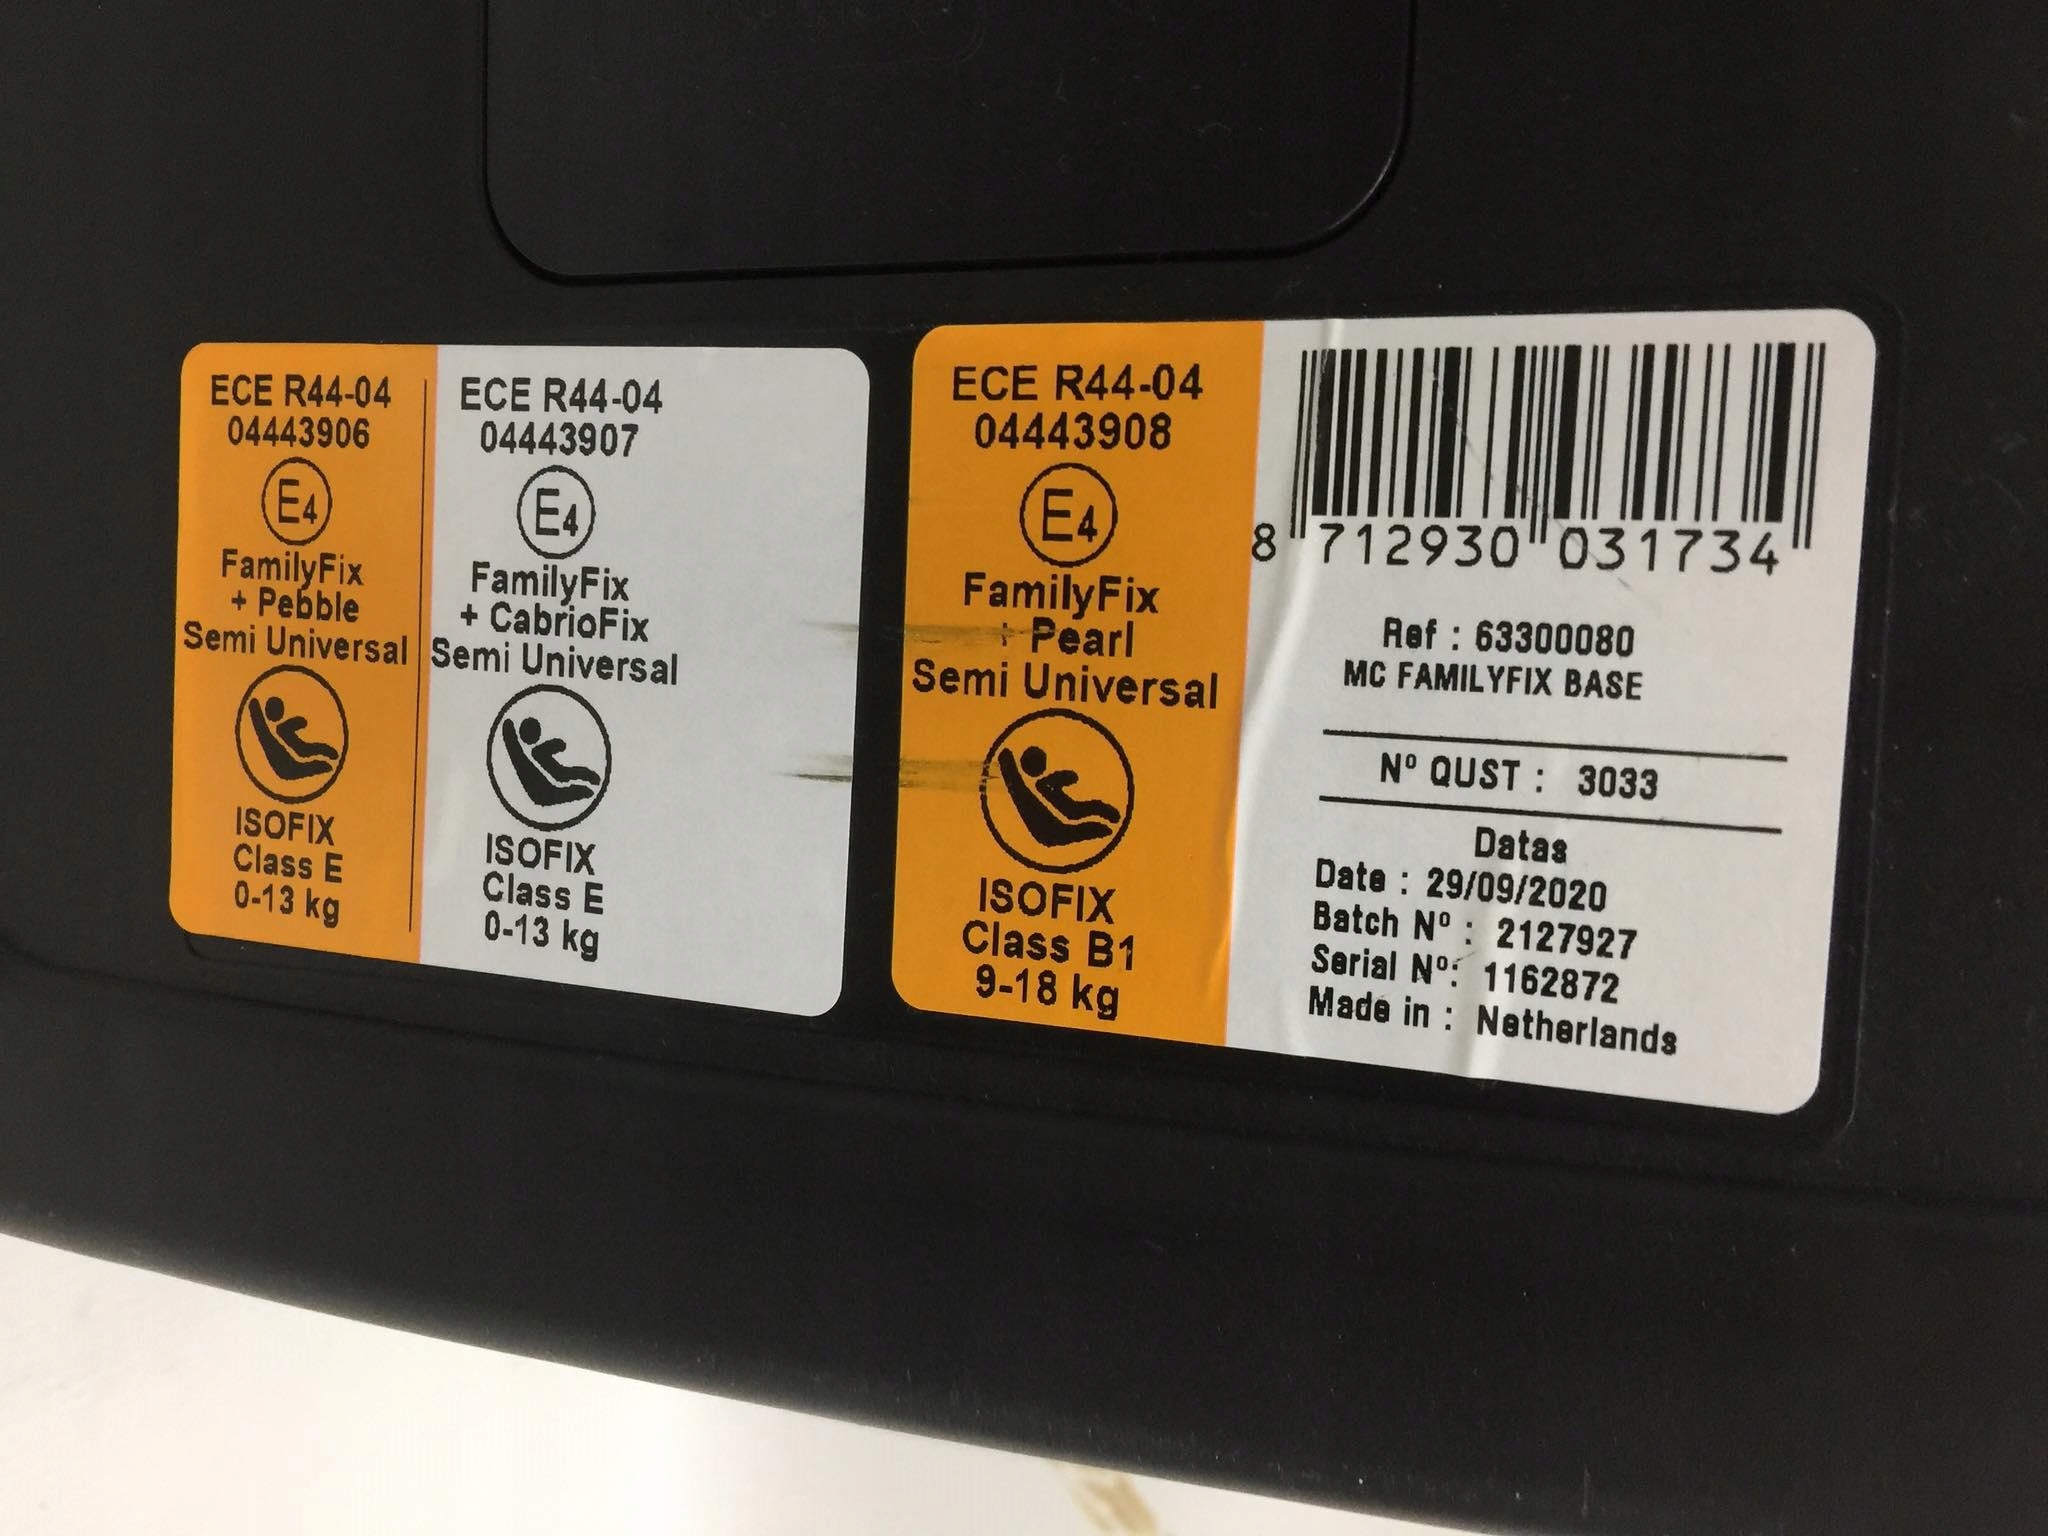 ECE R44-04
04443906
E4
FamilyFix
+ Pebble
Semi Universal
ISOFIX
Class E
0-13 kg
ECE R44-04
04443907
E4
FamilyFix
+ CabrioFix
Semi Universal
ISOFIX
Class E
0-13 kg
ECE R44-04
04443908
E4
FamilyFix
+ Pearl
Semi Universal
ISOFIX
Class B1
9-18 kg
8 712930 031734
Ref : 63300080
MC FAMILYFIX BASE
Nº QUST : 3033
Datas
Date : 29/09/2020
Batch Nº : 2127927
Serial Nº: 1162872
Made in : Netherlands